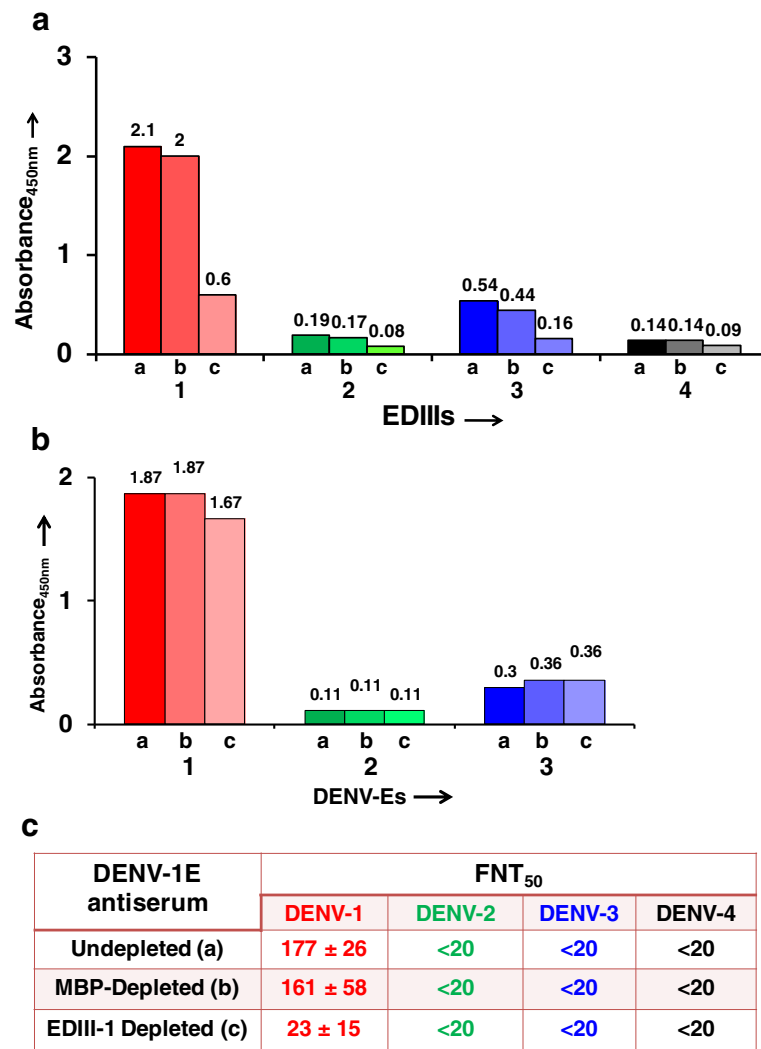 a
3
2
1
0
Absorbance450nm →
2.1 2 0.6 0.19 0.17 0.08 0.54 0.44 0.16 0.14 0.14 0.09
a b c a b c a b c a b c
1 2 3 4
EDIIIs →
b
2
1
0
Absorbance450nm →
1.87 1.87 1.67 0.11 0.11 0.11 0.3 0.36 0.36
a b c a b c a b c
1 2 3
DENV-Es →
c
DENV-1E antiserum
FNT50
DENV-1 DENV-2 DENV-3 DENV-4
Undepleted (a) 177 ± 26 <20 <20 <20
MBP-Depleted (b) 161 ± 58 <20 <20 <20
EDIII-1 Depleted (c) 23 ± 15 <20 <20 <20